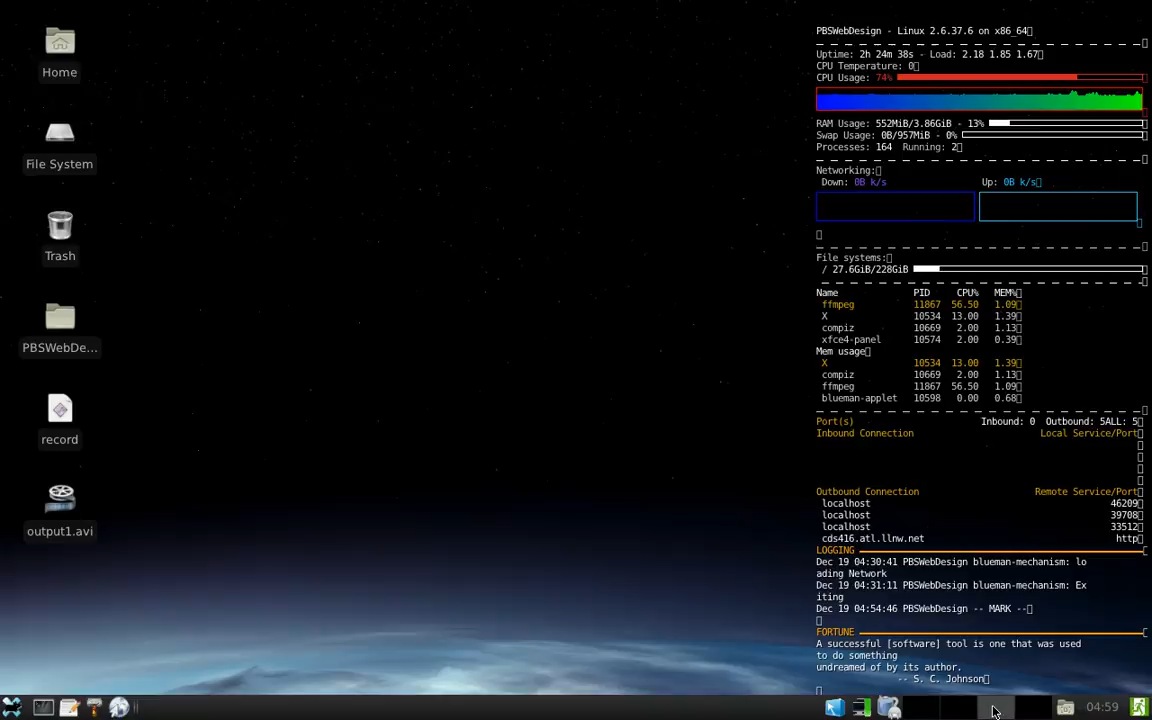 Home
File System
Trash
PBSWebDe...
record
output1.avi
PBSWebDesign - Linux 2.6.37.6 on x86_64
Uptime: 2h 24m 38s - Load: 2.18 1.85 1.67
CPU Temperature: 0
CPU Usage: 74%
RAM Usage: 552MiB/3.86GiB - 13%
Swap Usage: 0B/957MiB - 0%
Processes: 164 Running: 2
Networking:
Down: 0B k/s Up: 0B k/s
File systems:
/ 27.6GiB/228GiB
Name PID CPU% MEM%
ffmpeg 11867 56.50 1.09
X 10534 13.00 1.39
compiz 10669 2.00 1.13
xfce4-panel 10574 2.00 0.39
Mem usage
X 10534 13.00 1.39
compiz 10669 2.00 1.13
ffmpeg 11867 56.50 1.09
blueman-applet 10598 0.00 0.68
Port(s) Inbound: 0 Outbound: 5ALL: 5
Inbound Connection Local Service/Port
Outbound Connection Remote Service/Port
localhost 46209
localhost 39708
localhost 33512
cds416.atl.llnw.net http
LOGGING
Dec 19 04:30:41 PBSWebDesign blueman-mechanism: lo
ading Network
Dec 19 04:31:11 PBSWebDesign blueman-mechanism: Ex
iting
Dec 19 04:54:46 PBSWebDesign -- MARK --
FORTUNE
A successful [software] tool is one that was used
to do something
undreamed of by its author.
-- S. C. Johnson
04:59